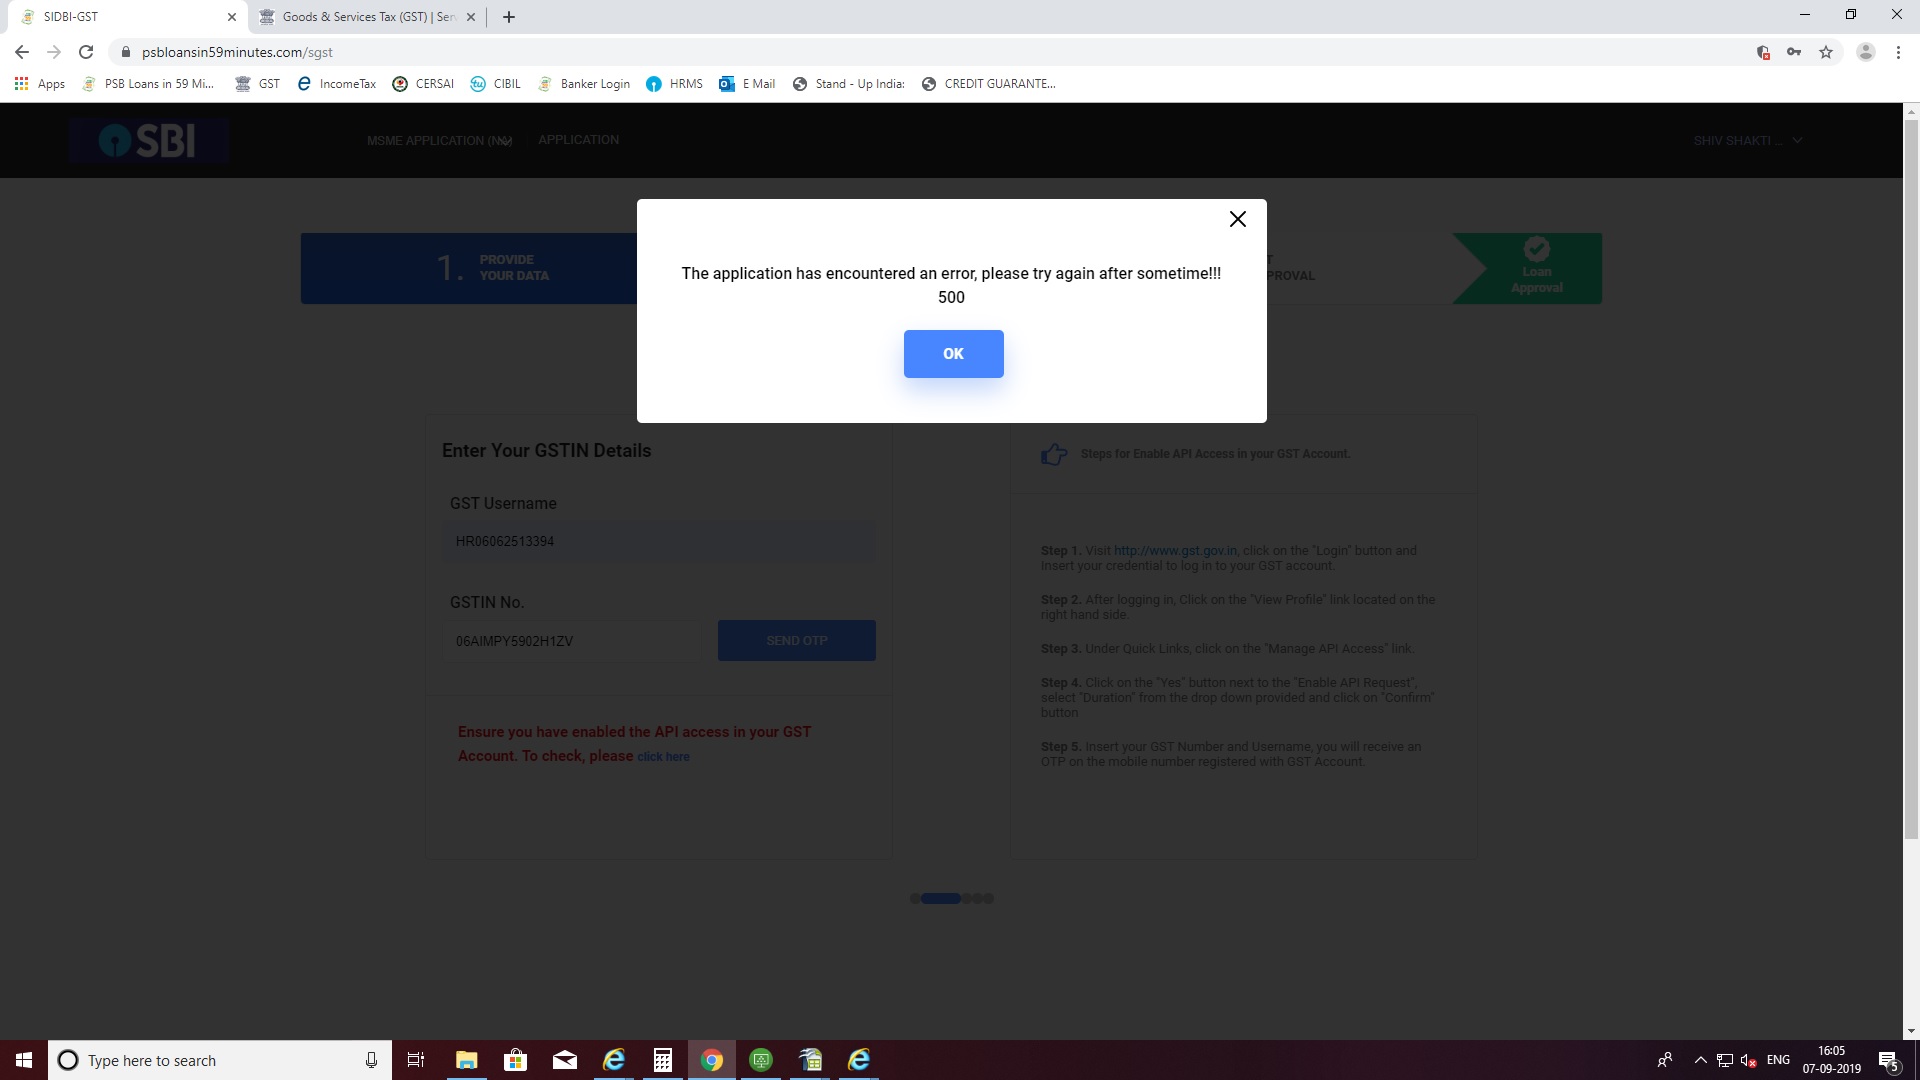 SIDBI-GST
Goods & Services Tax (GST) | Ser
psbloansin59minutes.com/sgst
Apps
PSB Loans in 59 Mi...
GST
IncomeTax
CERSAI
CIBIL
Banker Login
HRMS
E Mail
Stand - Up India:
CREDIT GUARANTE...
SBI
MSME APPLICATION
APPLICATION
SHIV SHAKTI ...
1.
PROVIDE
YOUR DATA
T
PROVAL
Loan
Approval
The application has encountered an error, please try again after sometime!!!
500
OK
Enter Your GSTIN Details
GST Username
HR06062513394
GSTIN No.
06AIMPY5902H1ZV
SEND OTP
Ensure you have enabled the API access in your GST
Account. To check, please click here
Steps for Enable API Access in your GST Account.
Step 1. Visit http://www.gst.gov.in, click on the "Login" button and
Insert your credential to log in to your GST account.
Step 2. After logging in, Click on the "View Profile" link located on the
right hand side.
Step 3. Under Quick Links, click on the "Manage API Access" link.
Step 4. Click on the "Yes" button next to the "Enable API Request",
select "Duration" from the drop down provided and click on "Confirm"
button
Step 5. Insert your GST Number and Username, you will receive an
OTP on the mobile number registered with GST Account.
Type here to search
ENG
16:05
07-09-2019
5